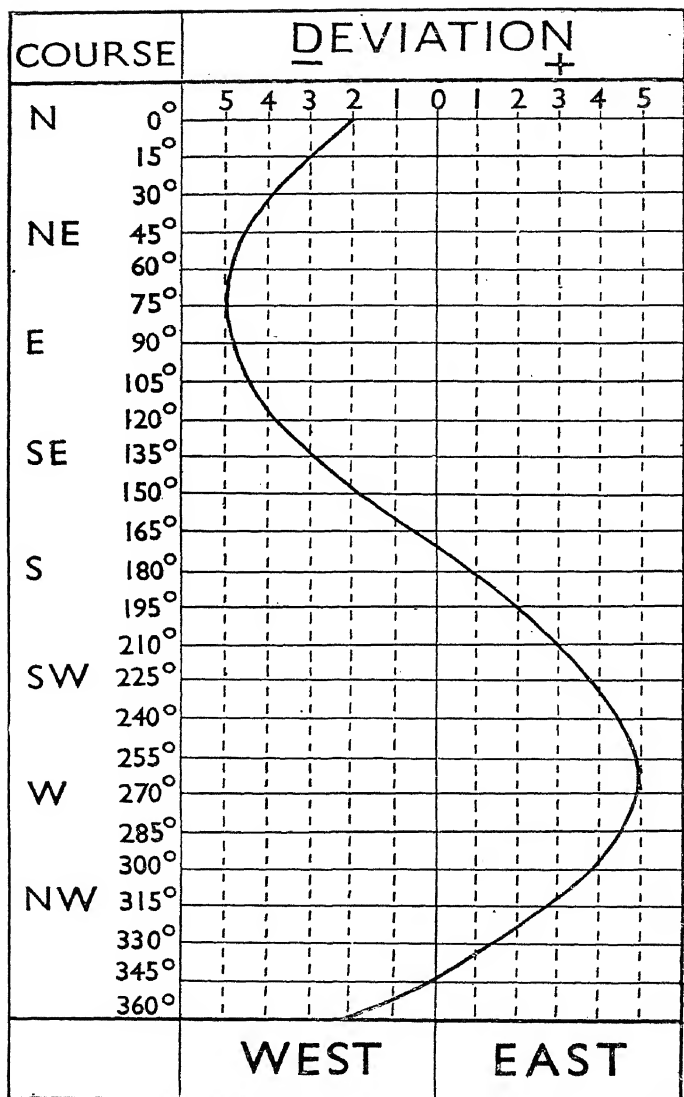 COURSE DEVIATION
- +
5 4 3 2 1 0 1 2 3 4 5
N 0°
15°
30°
NE 45°
60°
75°
E 90°
105°
120°
SE 135°
150°
165°
S 180°
195°
210°
SW 225°
240°
255°
W 270°
285°
300°
NW 315°
330°
345°
360°
WEST EAST